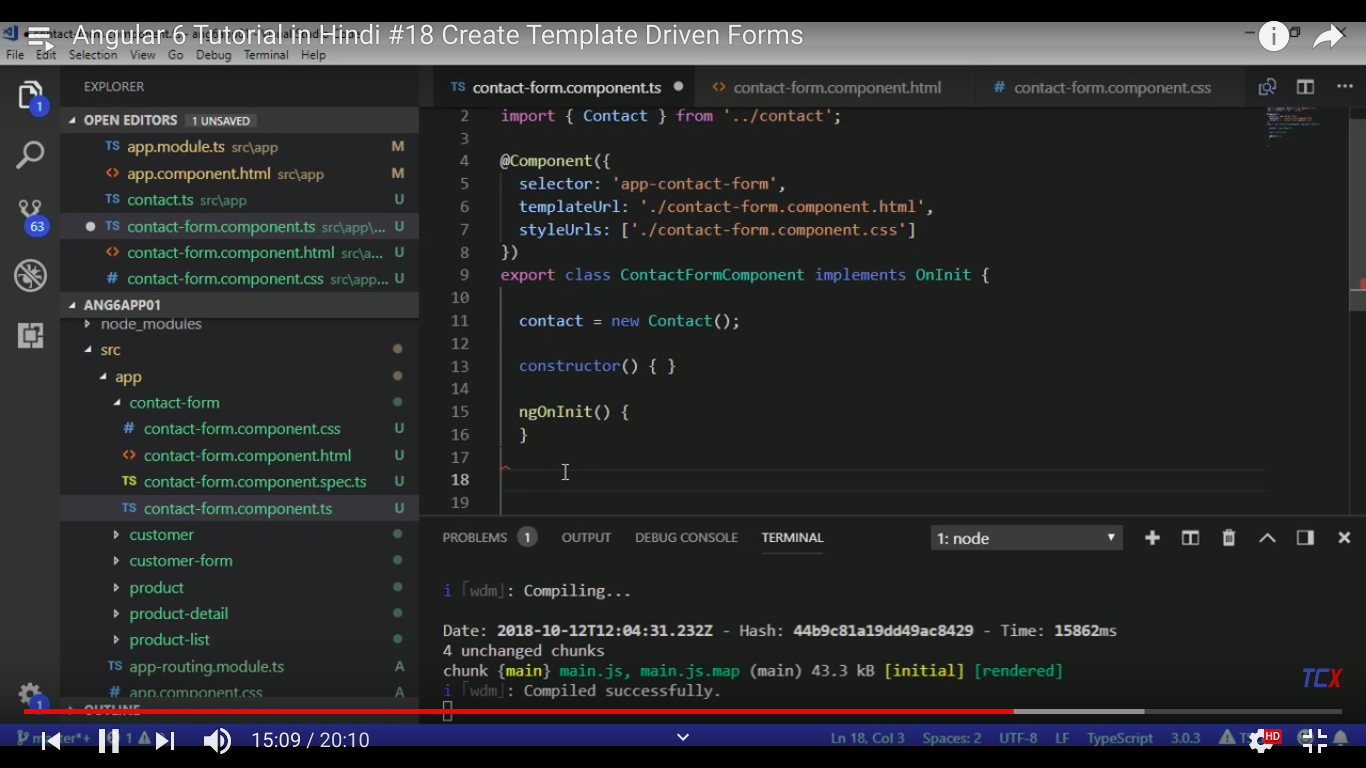 Angular 6 Tutorial in Hindi #18 Create Template Driven Forms
File Edit Selection View Go Debug Terminal Help
EXPLORER
OPEN EDITORS 1 UNSAVED
TS app.module.ts src\app M
<> app.component.html src\app M
TS contact.ts src\app U
TS contact-form.component.ts src\app\... U
<> contact-form.component.html src\a... U
# contact-form.component.css src\app... U
ANG6APP01
node_modules
src
app
contact-form
# contact-form.component.css U
<> contact-form.component.html U
TS contact-form.component.spec.ts U
TS contact-form.component.ts U
customer
customer-form
product
product-detail
product-list
TS app-routing.module.ts A
# app.component.css A
OUTLINE
1
63
1
TS contact-form.component.ts <> contact-form.component.html # contact-form.component.css
2 import { Contact } from '../contact';
3
4 @Component({
5 selector: 'app-contact-form',
6 templateUrl: './contact-form.component.html',
7 styleUrls: ['./contact-form.component.css']
8 })
9 export class ContactFormComponent implements OnInit {
10
11 contact = new Contact();
12
13 constructor() { }
14
15 ngOnInit() {
16 }
17
18
19
PROBLEMS 1 OUTPUT DEBUG CONSOLE TERMINAL 1: node
i ｢wdm｣: Compiling...
Date: 2018-10-12T12:04:31.232Z - Hash: 44b9c81a19dd49ac8429 - Time: 15862ms
4 unchanged chunks
chunk {main} main.js, main.js.map (main) 43.3 kB [initial] [rendered]
i ｢wdm｣: Compiled successfully.
TCX
15:09 / 20:10
Ln 18, Col 3 Spaces: 2 UTF-8 LF TypeScript 3.0.3
HD